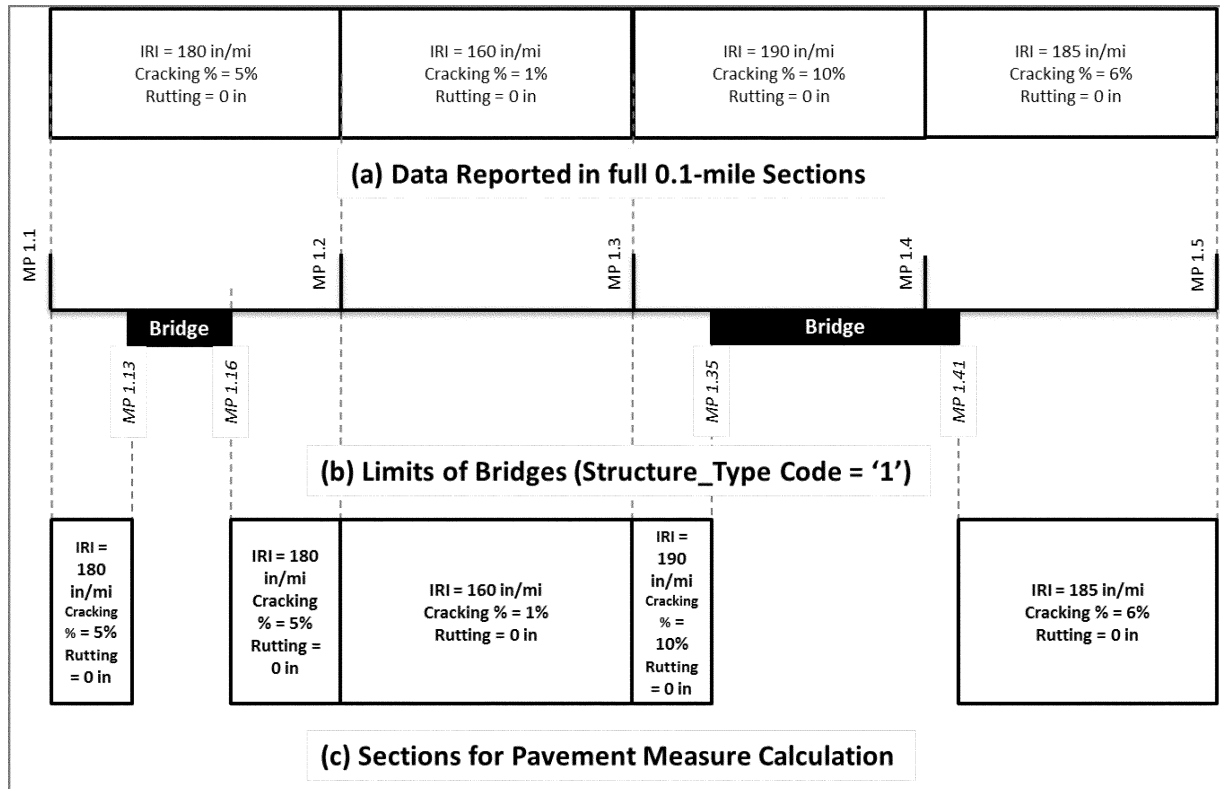 IRI = 180 in/mi
Cracking % = 5%
Rutting = 0 in
IRI = 160 in/mi
Cracking % = 1%
Rutting = 0 in
IRI = 190 in/mi
Cracking % = 10%
Rutting = 0 in
IRI = 185 in/mi
Cracking % = 6%
Rutting = 0 in
(a) Data Reported in full 0.1-mile Sections
MP 1.1
MP 1.2
MP 1.3
MP 1.4
MP 1.5
Bridge
Bridge
MP 1.13
MP 1.16
MP 1.35
MP 1.41
(b) Limits of Bridges (Structure_Type Code = ‘1’)
IRI =
180
in/mi
Cracking
% = 5%
Rutting
= 0 in
IRI = 180
in/mi
Cracking
% = 5%
Rutting =
0 in
IRI = 160 in/mi
Cracking % = 1%
Rutting = 0 in
IRI =
190
in/mi
Cracking
% =
10%
Rutting
= 0 in
IRI = 185 in/mi
Cracking % = 6%
Rutting = 0 in
(c) Sections for Pavement Measure Calculation